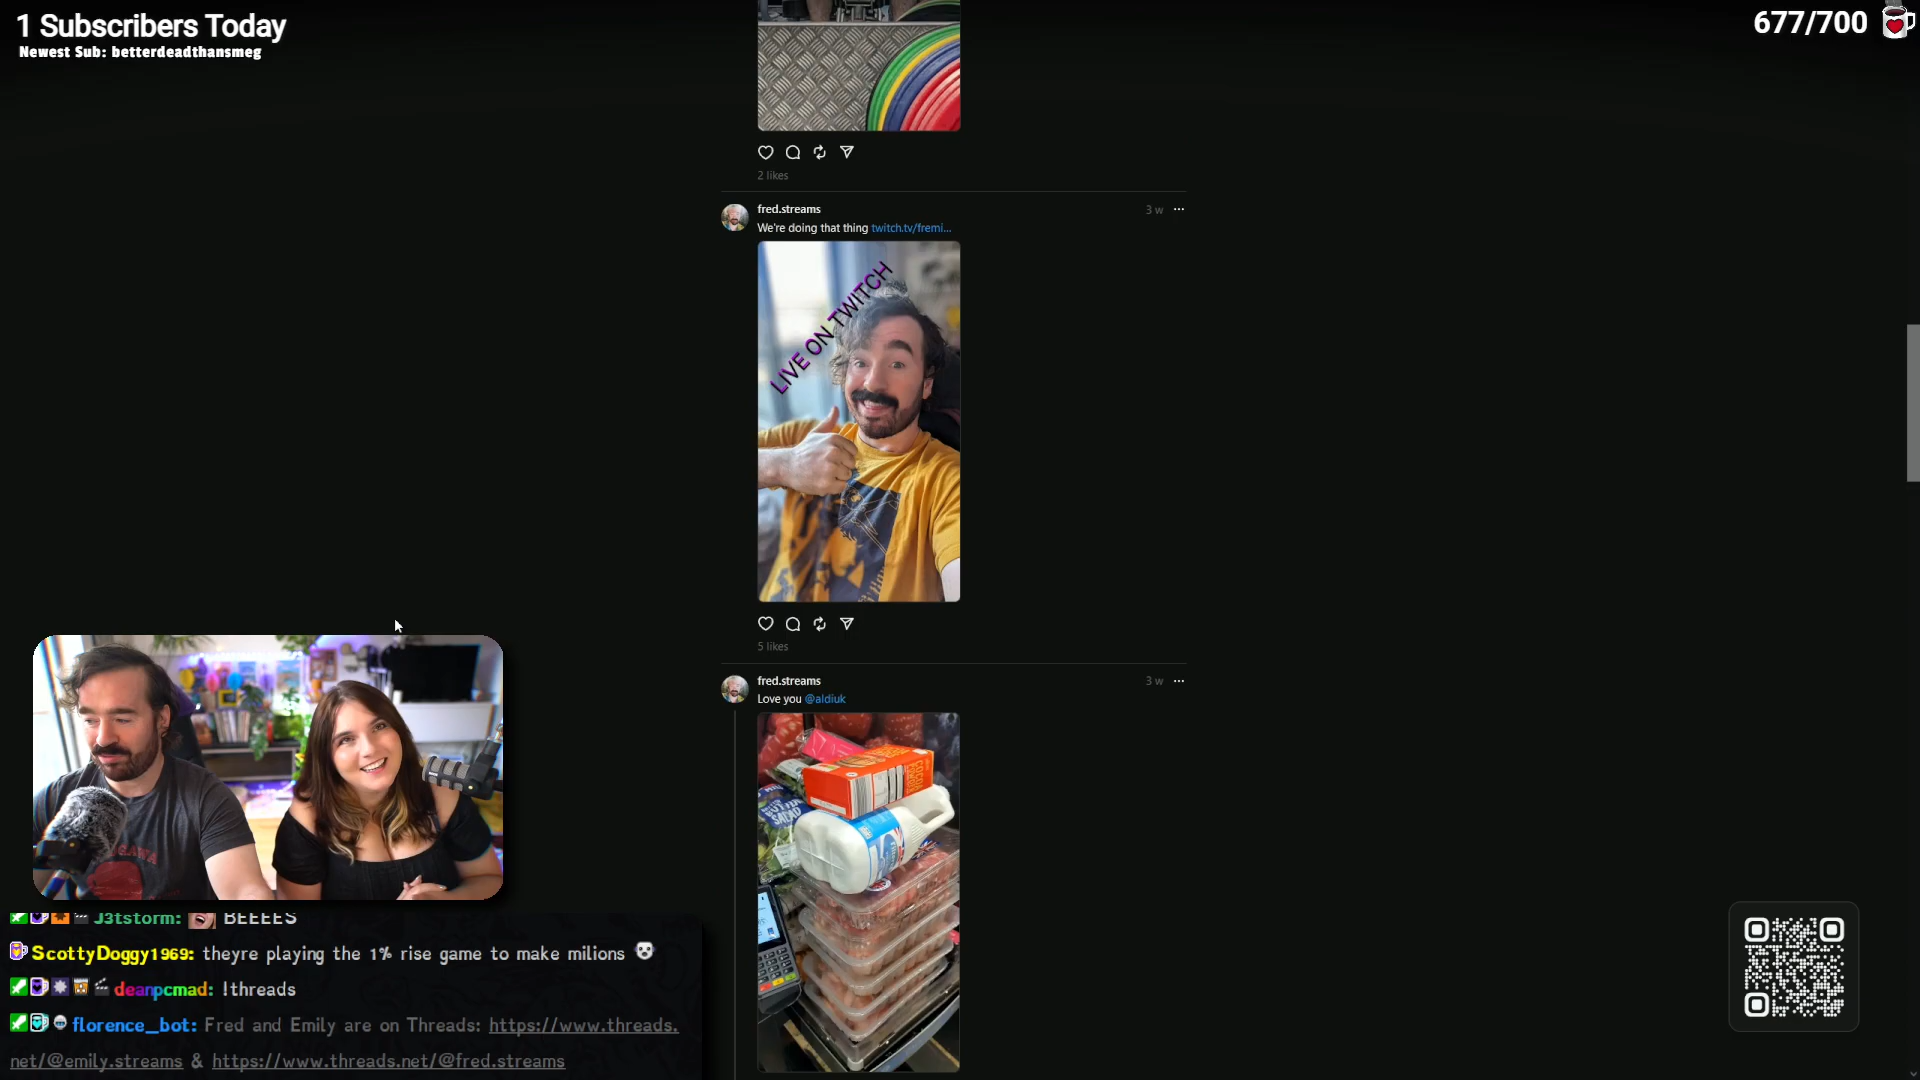 1 Subscribers Today
Newest Sub: betterdeadthansmeg
677/700
2 likes
fred.streams
3 w
We're doing that thing twitch.tv/fremi...
LIVE ON TWITCH
5 likes
fred.streams
3 w
Love you @aldiuk
SALAD
J3tstorm: BEEEES
ScottyDoggy1969: theyre playing the 1% rise game to make milions
deanpcmad: !threads
florence_bot: Fred and Emily are on Threads: https://www.threads.
net/@emily.streams & https://www.threads.net/@fred.streams